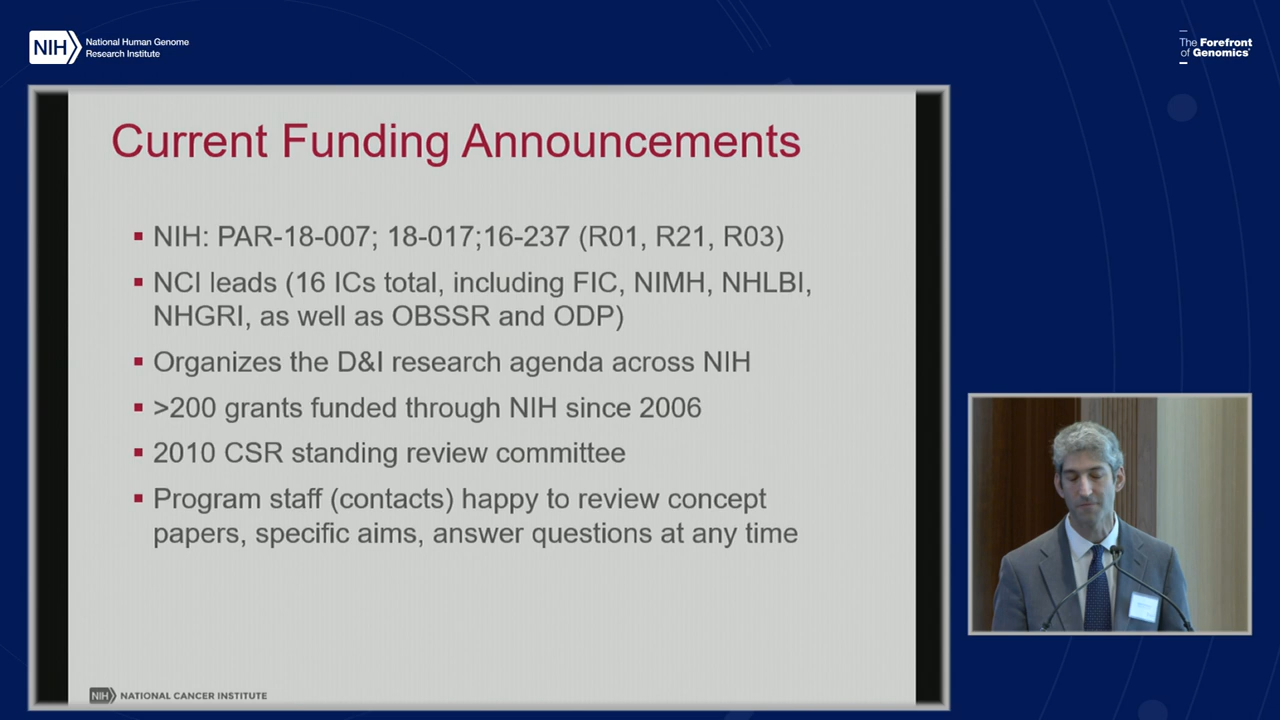 NIH
National Human Genome
Research Institute
The Forefront
of Genomics®
Current Funding Announcements
NIH: PAR-18-007; 18-017;16-237 (R01, R21, R03)
NCI leads (16 ICs total, including FIC, NIMH, NHLBI,
NHGRI, as well as OBSSR and ODP)
Organizes the D&I research agenda across NIH
>200 grants funded through NIH since 2006
2010 CSR standing review committee
Program staff (contacts) happy to review concept
papers, specific aims, answer questions at any time
NIH NATIONAL CANCER INSTITUTE